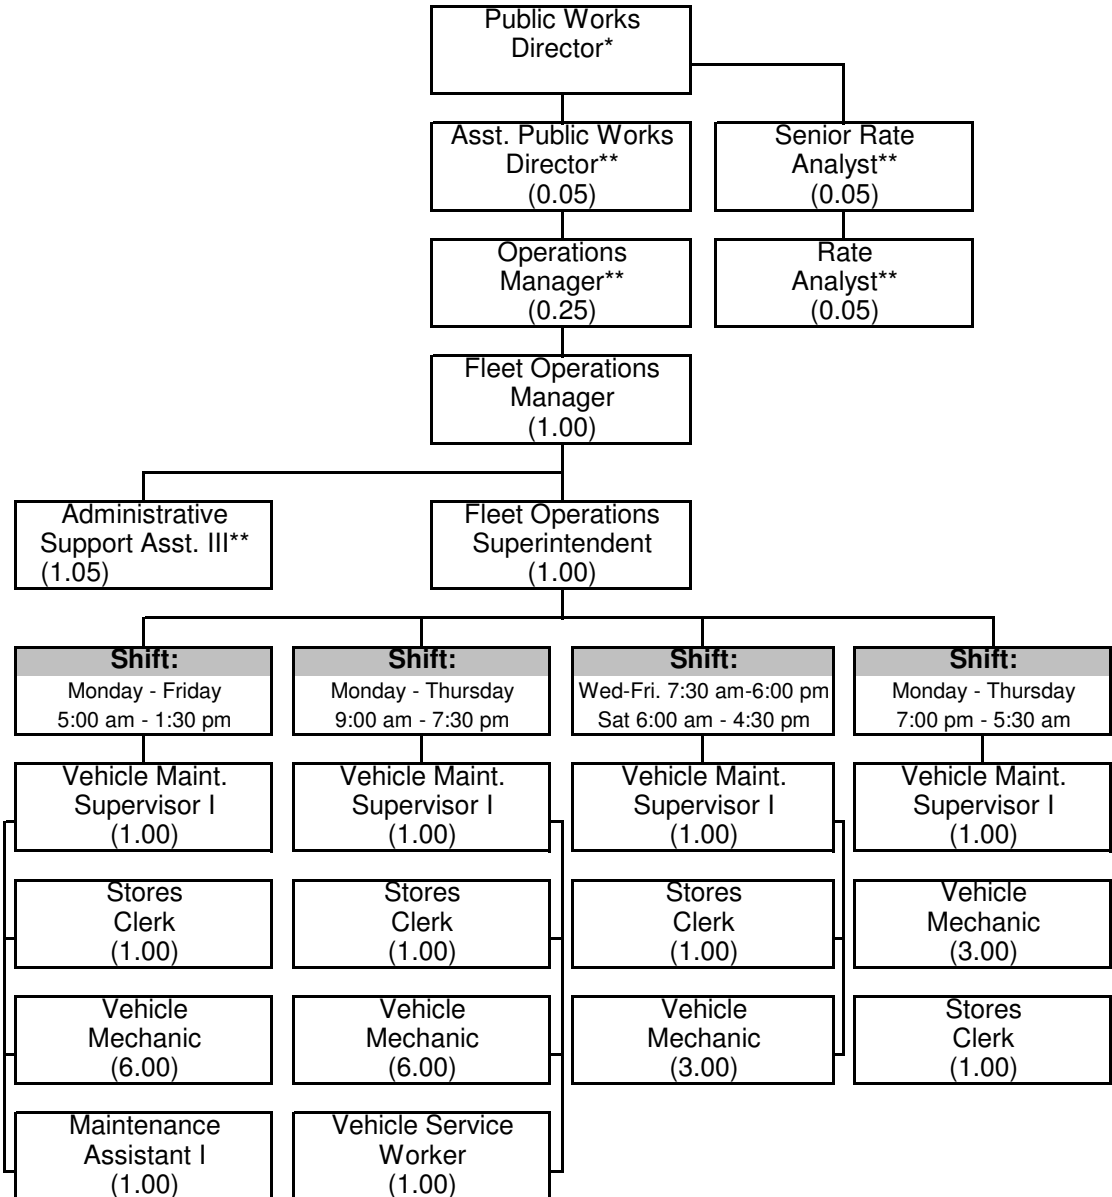 Public Works
Director*
Asst. Public Works
Director**
(0.05)
Senior Rate
Analyst**
(0.05)
Operations
Manager**
(0.25)
Rate
Analyst**
(0.05)
Fleet Operations
Manager
(1.00)
Administrative
Support Asst. III**
(1.05)
Fleet Operations
Superintendent
(1.00)
Shift:
Monday - Friday
5:00 am - 1:30 pm
Shift:
Monday - Thursday
9:00 am - 7:30 pm
Shift:
Wed-Fri. 7:30 am-6:00 pm
Sat 6:00 am - 4:30 pm
Shift:
Monday - Thursday
7:00 pm - 5:30 am
Vehicle Maint.
Supervisor I
(1.00)
Vehicle Maint.
Supervisor I
(1.00)
Vehicle Maint.
Supervisor I
(1.00)
Vehicle Maint.
Supervisor I
(1.00)
Stores
Clerk
(1.00)
Stores
Clerk
(1.00)
Stores
Clerk
(1.00)
Vehicle
Mechanic
(3.00)
Vehicle
Mechanic
(6.00)
Vehicle
Mechanic
(6.00)
Vehicle
Mechanic
(3.00)
Stores
Clerk
(1.00)
Maintenance
Assistant I
(1.00)
Vehicle Service
Worker
(1.00)